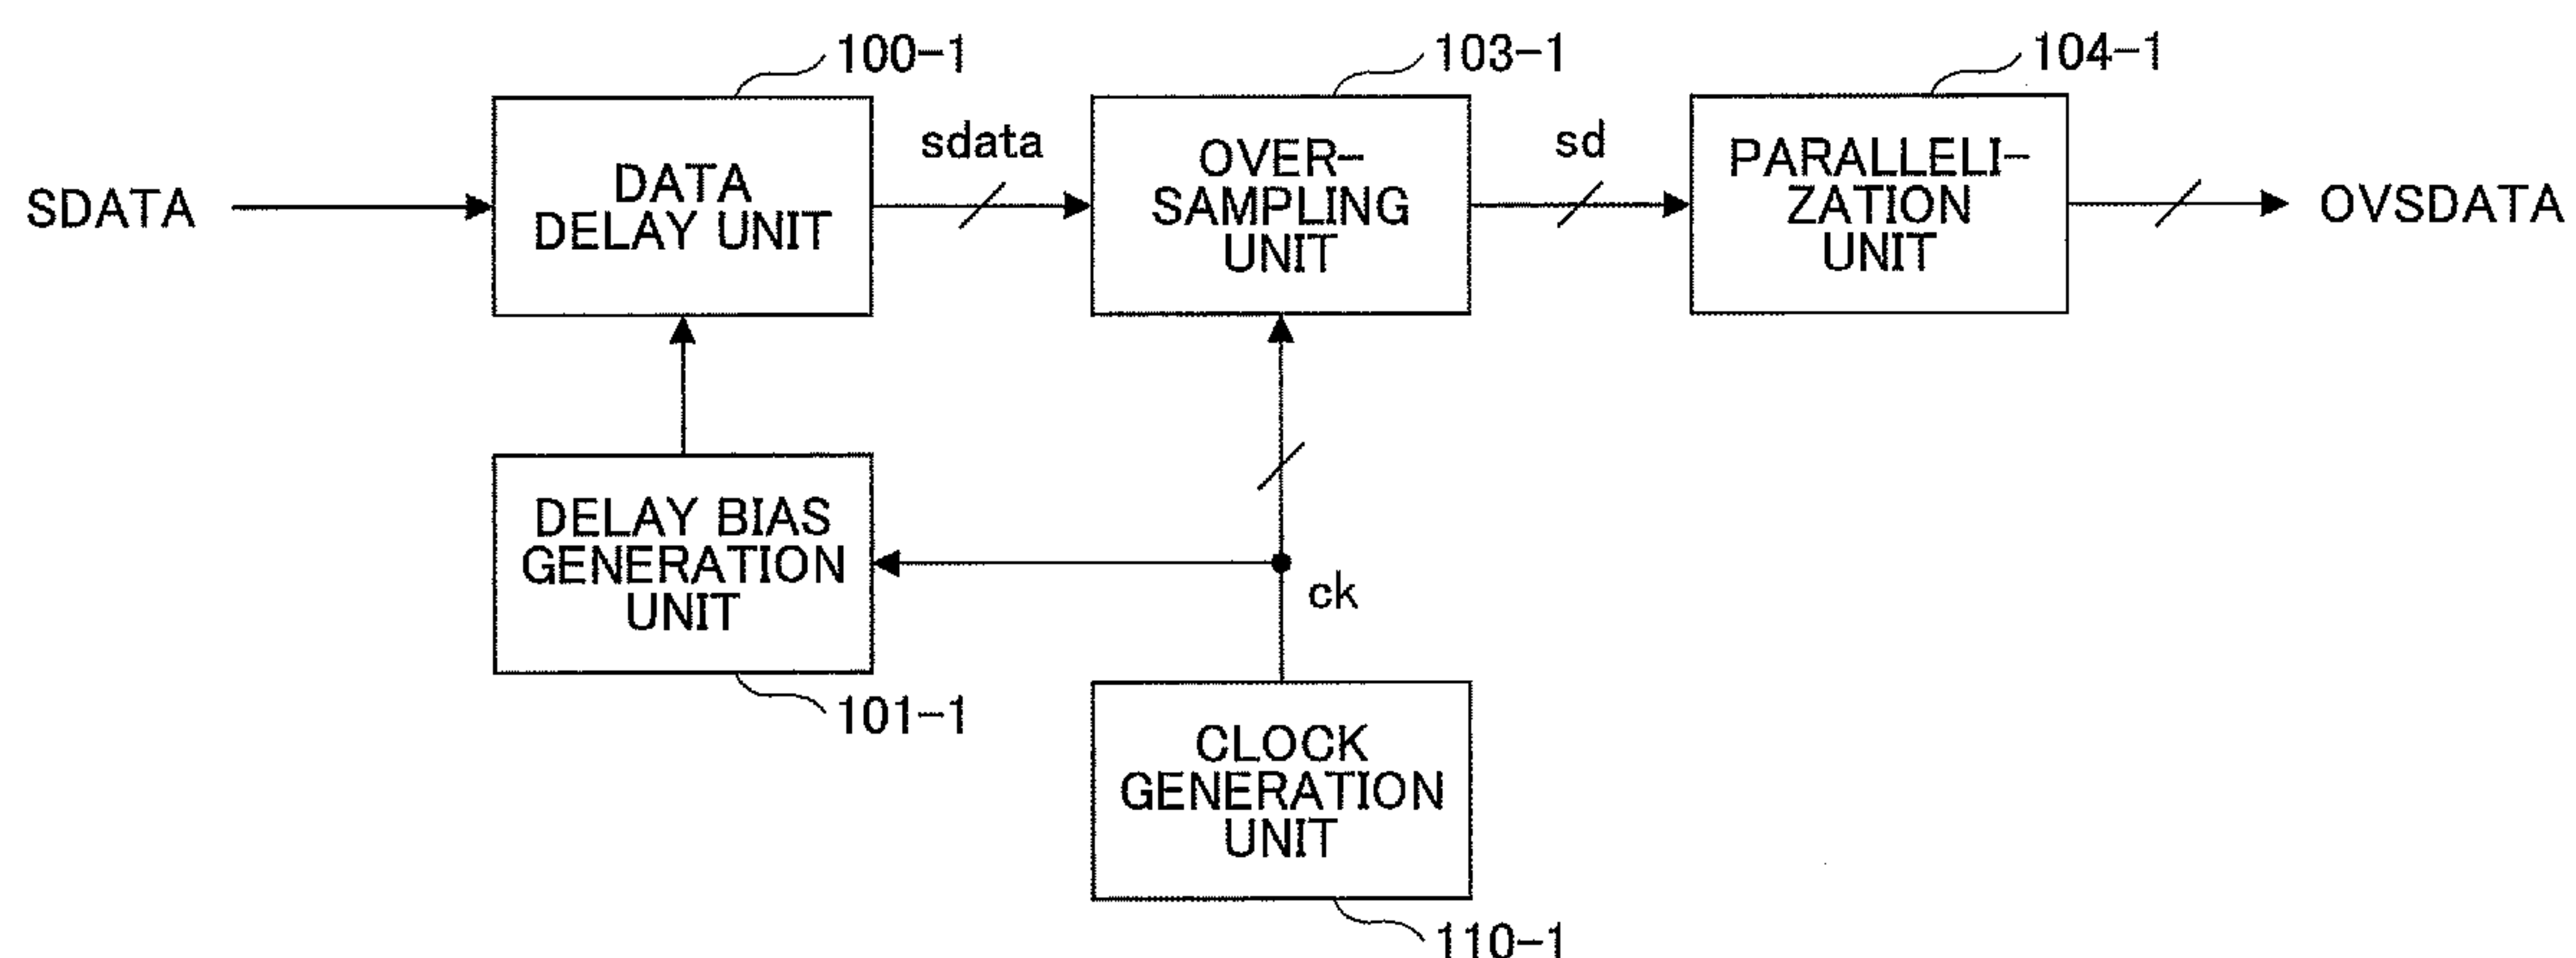 100-1
103-1
104-1
SDATA
DATA
DELAY UNIT
sdata
OVER-
SAMPLING
UNIT
sd
PARALLELI-
ZATION
UNIT
OVSDATA
DELAY BIAS
GENERATION
UNIT
101-1
ck
CLOCK
GENERATION
UNIT
110-1